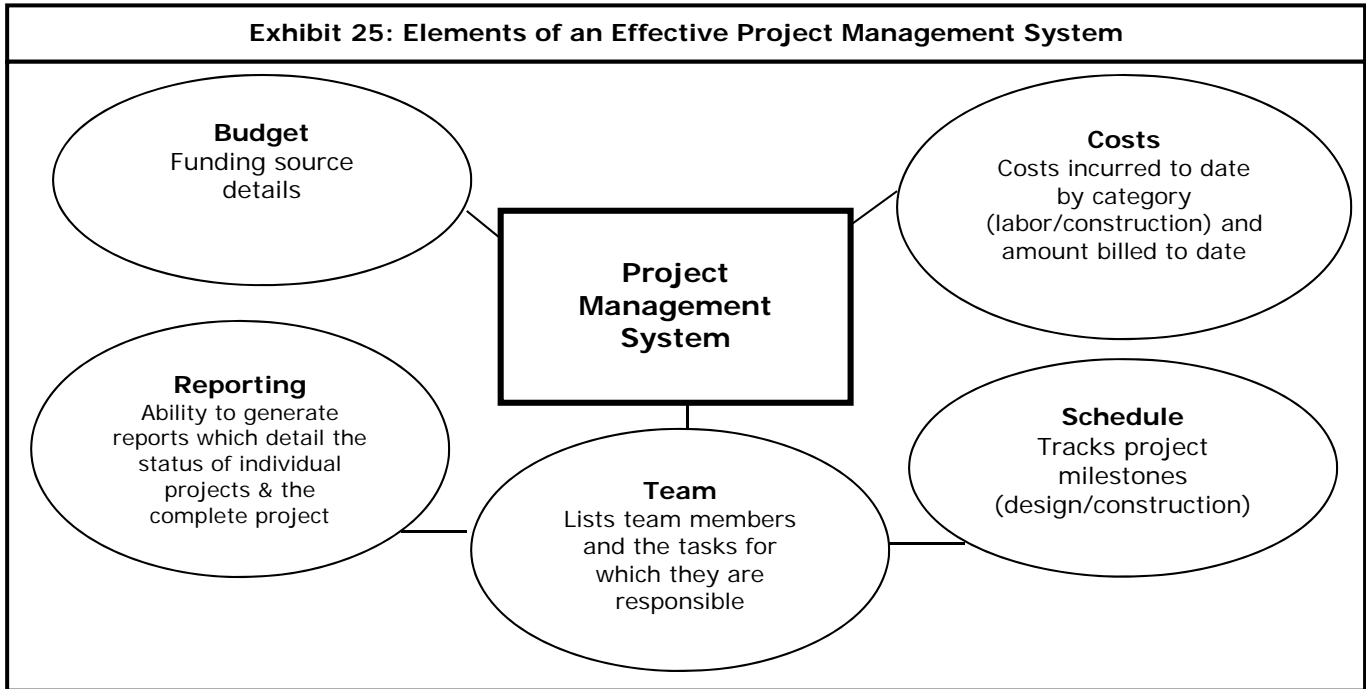 Exhibit 25: Elements of an Effective Project Management System
Budget
Funding source
details
Costs
Costs incurred to date
by category
(labor/construction) and
amount billed to date
Project
Management
System
Reporting
Ability to generate
reports which detail the
status of individual
projects & the
complete project
Team
Lists team members
and the tasks for
which they are
responsible
Schedule
Tracks project
milestones
(design/construction)